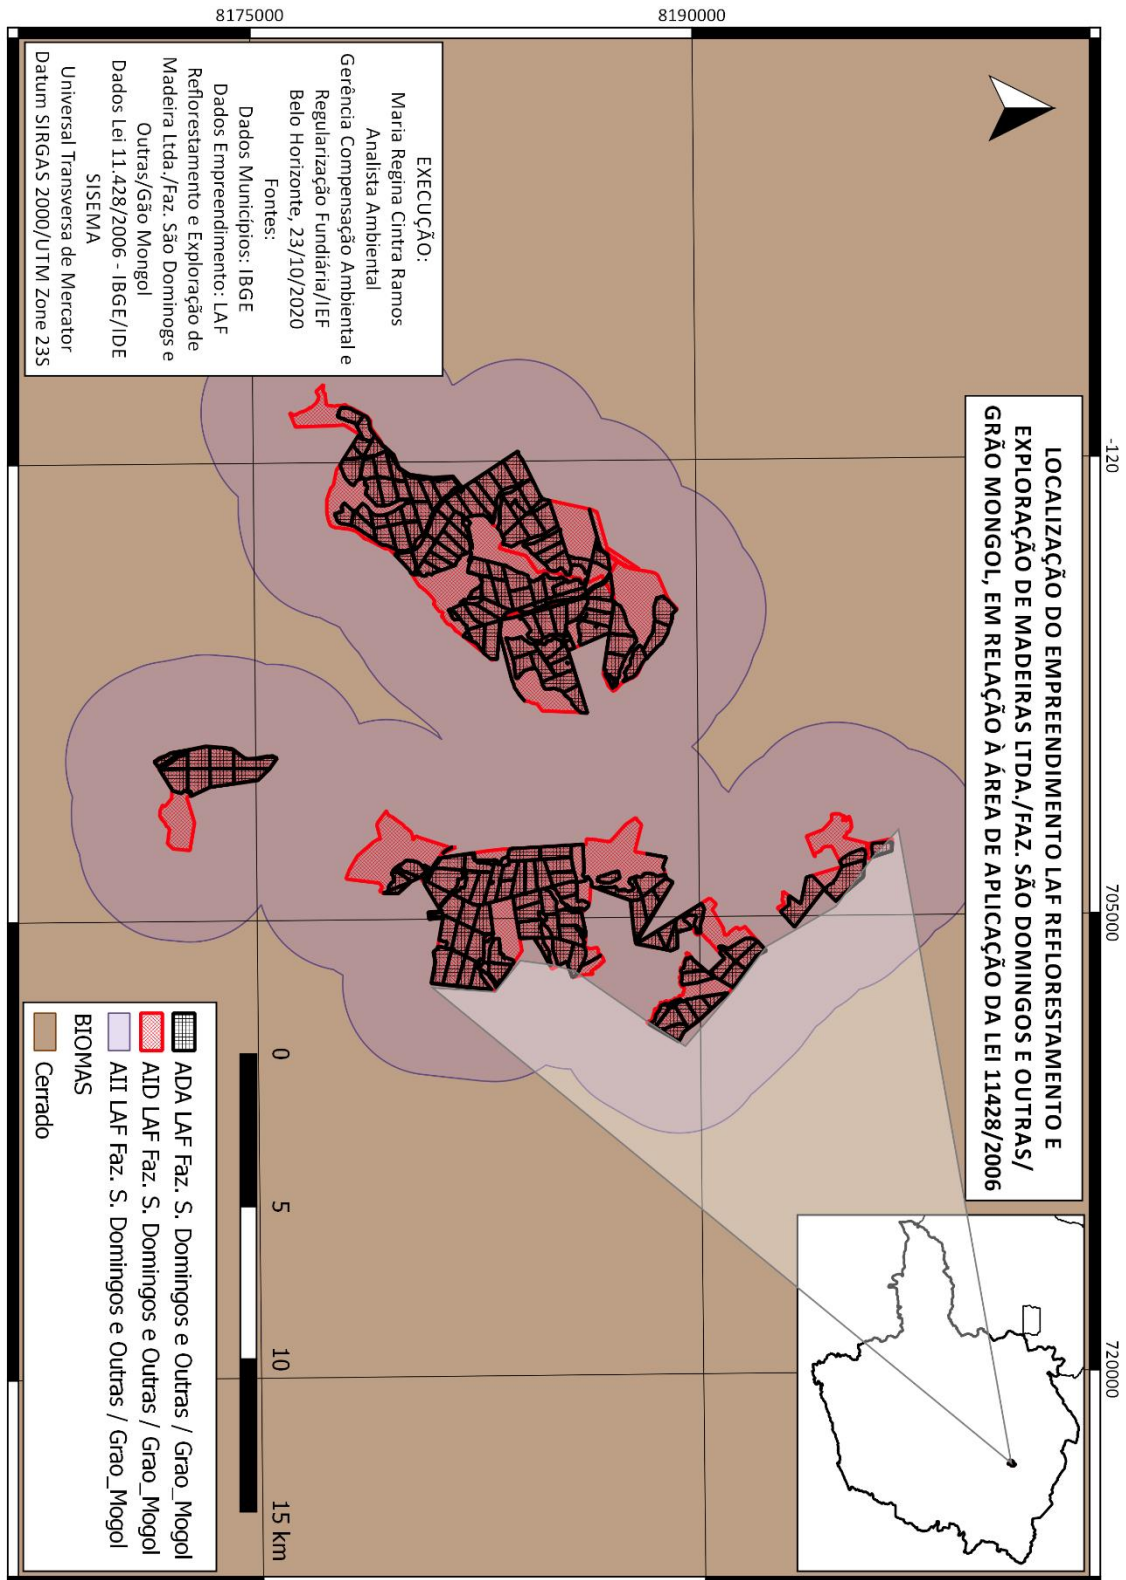 LOCALIZAÇÃO DO EMPREENDIMENTO LAF REFLORESTAMENTO E
EXPLORAÇÃO DE MADEIRAS LTDA./FAZ. SÃO DOMINGOS E OUTRAS/
GRÃO MONGOL, EM RELAÇÃO À ÁREA DE APLICAÇÃO DA LEI 11428/2006
-120
705000
720000
8190000
8175000
EXECUÇÃO:
Maria Regina Cintra Ramos
Analista Ambiental
Gerência Compensação Ambiental e
Regularização Fundiária/IEF
Belo Horizonte, 23/10/2020
Fontes:
Dados Municípios: IBGE
Dados Empreendimento: LAF
Reflorestamento e Exploração de
Madeira Ltda./Faz. São Dominogs e
Outras/Gão Mongol
Dados Lei 11.428/2006 - IBGE/IDE
SISEMA
Universal Transversa de Mercator
Datum SIRGAS 2000/UTM Zone 23S
0
5
10
15 km
ADA LAF Faz. S. Domingos e Outras / Grao_Mogol
AID LAF Faz. S. Domingos e Outras / Grao_Mogol
AII LAF Faz. S. Domingos e Outras / Grao_Mogol
BIOMAS
Cerrado